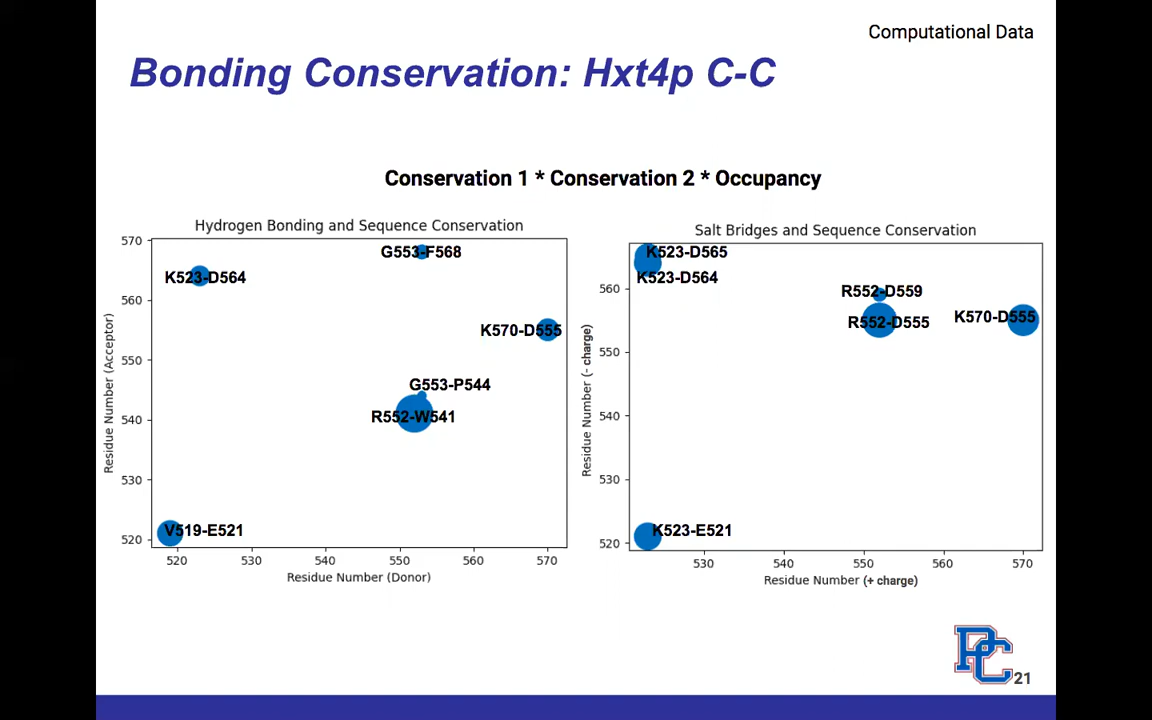 Computational Data
Bonding Conservation: Hxt4p C-C
Conservation 1 * Conservation 2 * Occupancy
Hydrogen Bonding and Sequence Conservation
570
560
550
540
530
520
Residue Number (Acceptor)
G553-F568
K523-D564
K570-D555
G553-P544
R552-W541
V519-E521
520 530 540 550 560 570
Residue Number (Donor)
Salt Bridges and Sequence Conservation
560
550
540
530
520
Residue Number (- charge)
K523-D565
K523-D564
R552-D559
K570-D555
R552-D555
K523-E521
530 540 550 560 570
Residue Number (+ charge)
PC
21